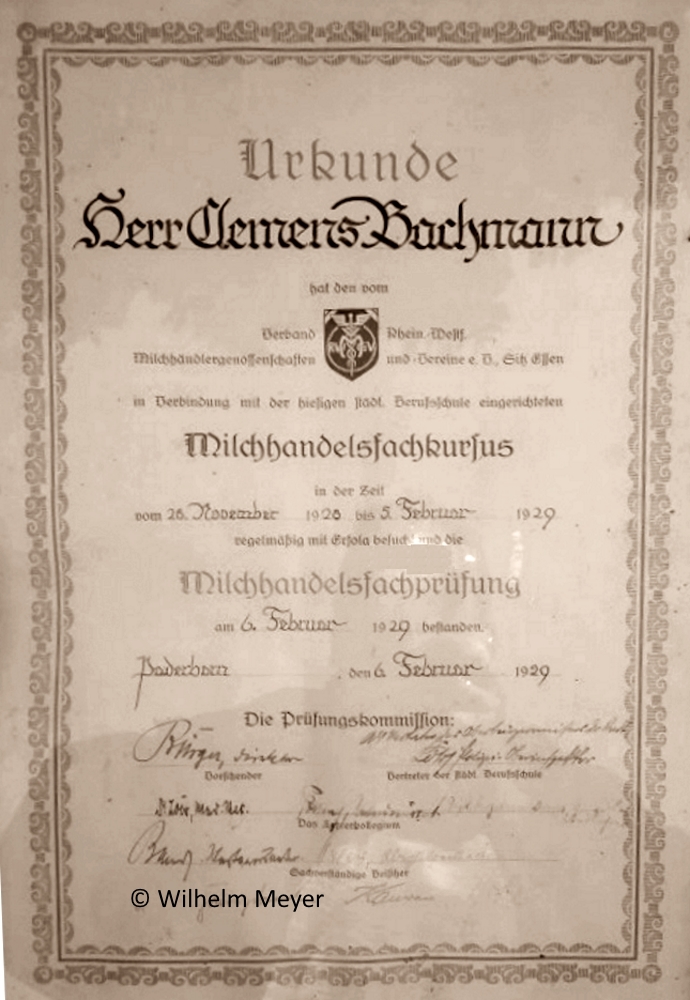 Urkunde
Herr Clemens Bachmann
hat den vom
Verband Rhein.-Westf.
Milchhändlergenossenschaften und -Vereine e. V., Sitz Essen
in Verbindung mit der hiesigen städt. Berufsschule eingerichteten
Milchhandelsfachkursus
in der Zeit
vom 26. November 1928 bis 5. Februar 1929
regelmäßig mit Erfolg besucht und die
Milchhandelsfachprüfung
am 6. Februar 1929 bestanden.
Paderborn, den 6. Februar 1929
Die Prüfungskommission:
Bürger, Direktor
Vorsitzender
Vertreter der städt. Berufsschule
Das Lehrerkollegium
Sachverständige Beisitzer
© Wilhelm Meyer